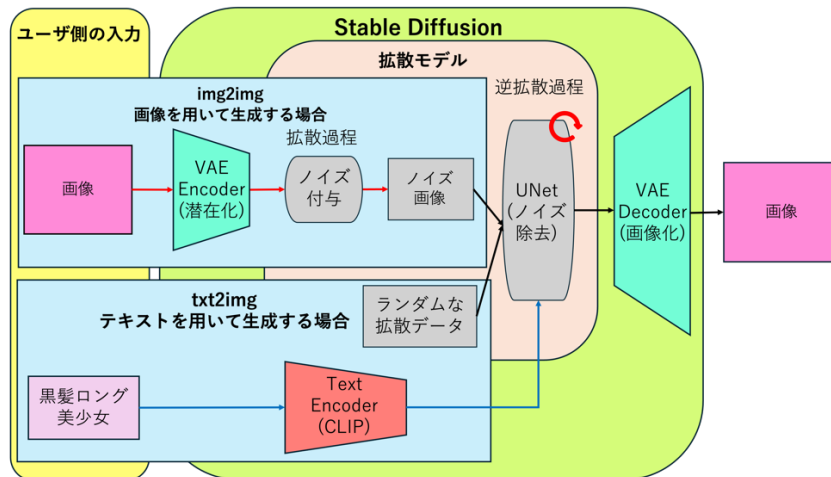 ユーザ側の入力
Stable Diffusion
拡散モデル
img2img
画像を用いて生成する場合
拡散過程
逆拡散過程
画像
VAE
Encoder
(潜在化)
ノイズ
付与
ノイズ
画像
UNet
(ノイズ
除去)
VAE
Decoder
(画像化)
画像
txt2img
テキストを用いて生成する場合
ランダムな
拡散データ
黒髪ロング
美少女
Text
Encoder
(CLIP)